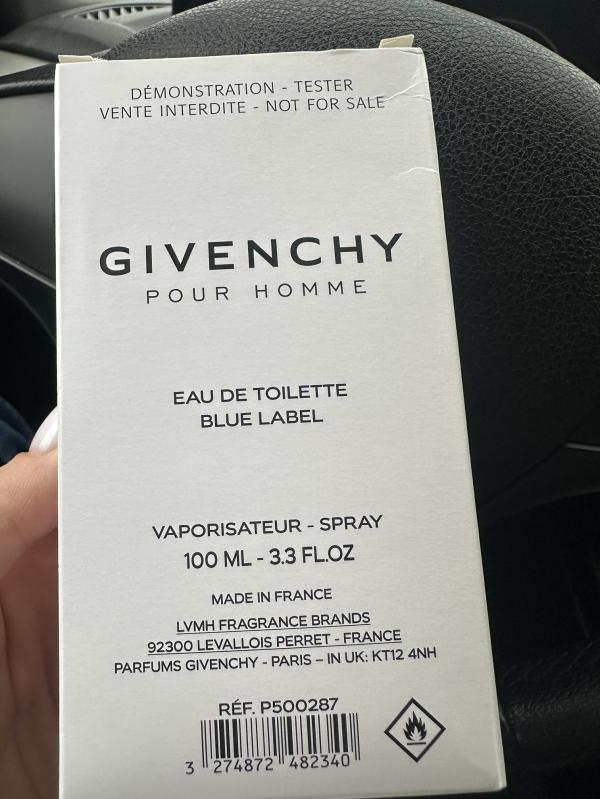 DÉMONSTRATION - TESTER
VENTE INTERDITE - NOT FOR SALE
GIVENCHY
POUR HOMME
EAU DE TOILETTE
BLUE LABEL
VAPORISATEUR - SPRAY
100 ML - 3.3 FL.OZ
MADE IN FRANCE
LVMH FRAGRANCE BRANDS
92300 LEVALLOIS PERRET - FRANCE
PARFUMS GIVENCHY - PARIS – IN UK: KT12 4NH
RÉF. P500287
3 274872 482340